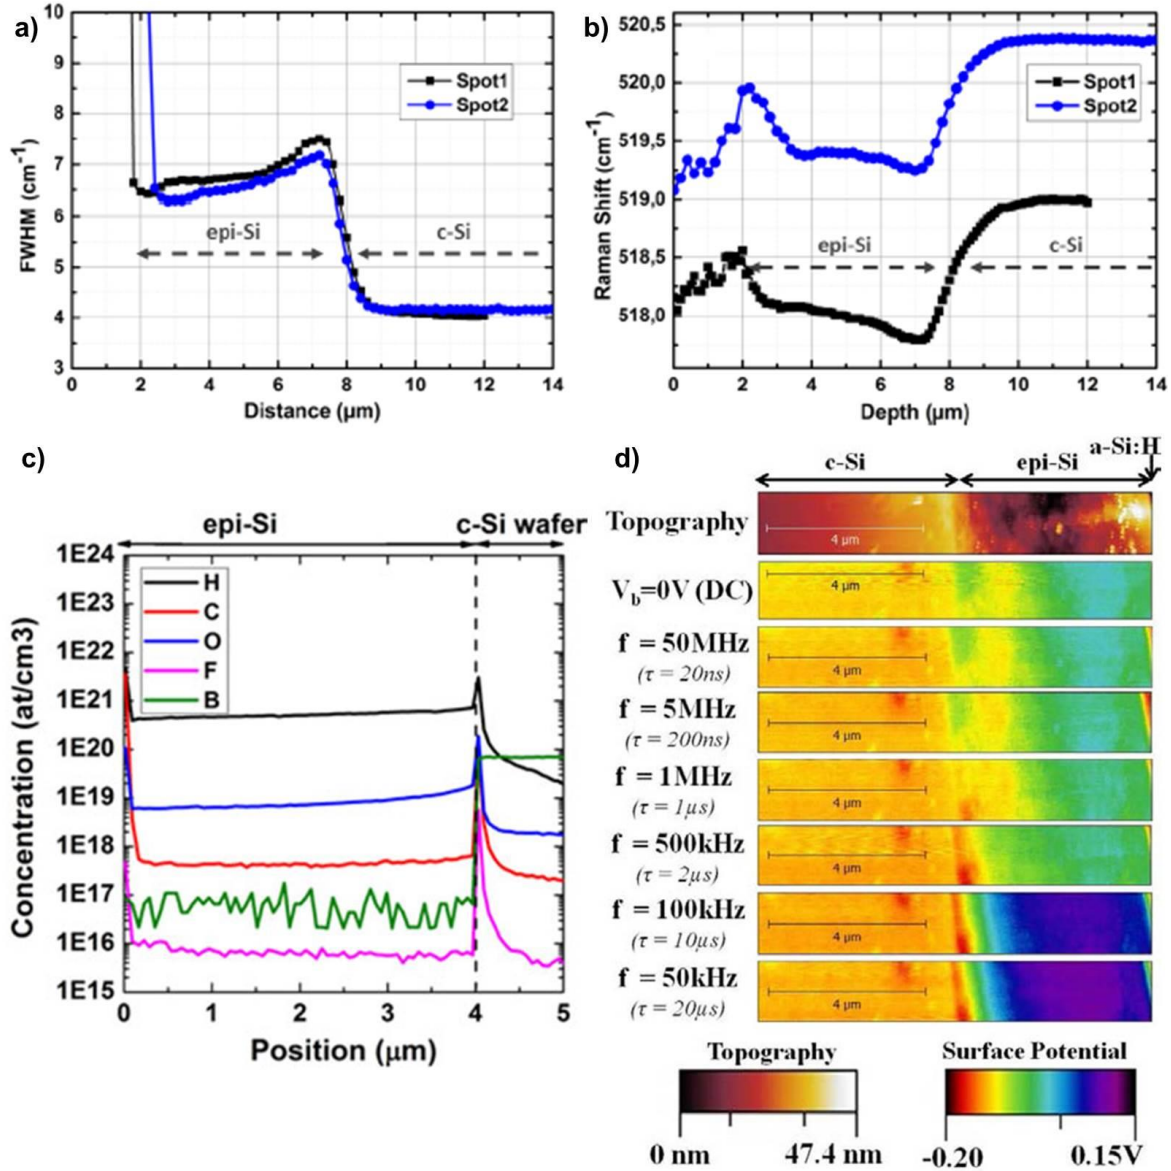 a)
10
9
8
7
6
5
4
3
FWHM (cm-1)
Spot1
Spot2
epi-Si
c-Si
0 2 4 6 8 10 12 14
Distance (µm)
b)
520,5
520,0
519,5
519,0
518,5
518,0
Raman Shift (cm-1)
Spot1
Spot2
epi-Si
c-Si
0 2 4 6 8 10 12 14
Depth (µm)
c)
epi-Si
c-Si wafer
1E24
1E23
1E22
1E21
1E20
1E19
1E18
1E17
1E16
1E15
Concentration (at/cm3)
H
C
O
F
B
0 1 2 3 4 5
Position (µm)
d)
c-Si
epi-Si
a-Si:H
Topography
4 µm
Vb=0V (DC)
4 µm
f = 50MHz
(τ = 20ns)
4 µm
f = 5MHz
(τ = 200ns)
4 µm
f = 1MHz
(τ = 1µs)
4 µm
f = 500kHz
(τ = 2µs)
4 µm
f = 100kHz
(τ = 10µs)
4 µm
f = 50kHz
(τ = 20µs)
4 µm
Topography
0 nm
47.4 nm
Surface Potential
-0.20
0.15V